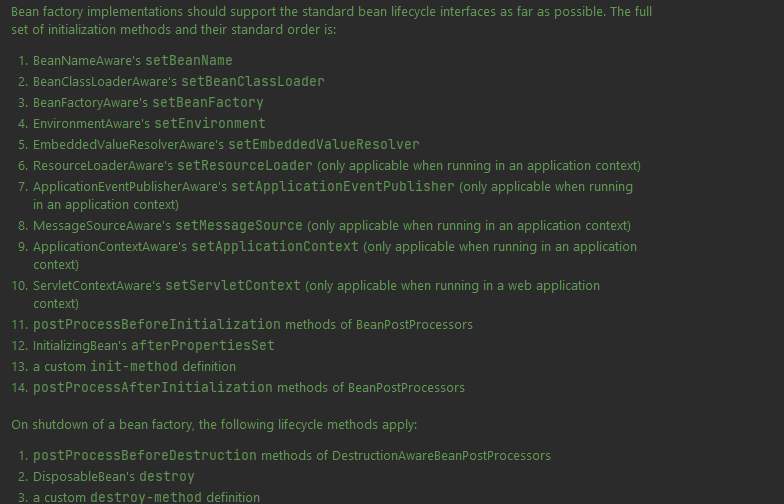 Bean factory implementations should support the standard bean lifecycle interfaces as far as possible. The full
set of initialization methods and their standard order is:
1. BeanNameAware's setBeanName
2. BeanClassLoaderAware's setBeanClassLoader
3. BeanFactoryAware's setBeanFactory
4. EnvironmentAware's setEnvironment
5. EmbeddedValueResolverAware's setEmbeddedValueResolver
6. ResourceLoaderAware's setResourceLoader (only applicable when running in an application context)
7. ApplicationEventPublisherAware's setApplicationEventPublisher (only applicable when running
in an application context)
8. MessageSourceAware's setMessageSource (only applicable when running in an application context)
9. ApplicationContextAware's setApplicationContext (only applicable when running in an application
context)
10. ServletContextAware's setServletContext (only applicable when running in a web application
context)
11. postProcessBeforeInitialization methods of BeanPostProcessors
12. InitializingBean's afterPropertiesSet
13. a custom init-method definition
14. postProcessAfterInitialization methods of BeanPostProcessors
On shutdown of a bean factory, the following lifecycle methods apply:
1. postProcessBeforeDestruction methods of DestructionAwareBeanPostProcessors
2. DisposableBean's destroy
3. a custom destroy-method definition